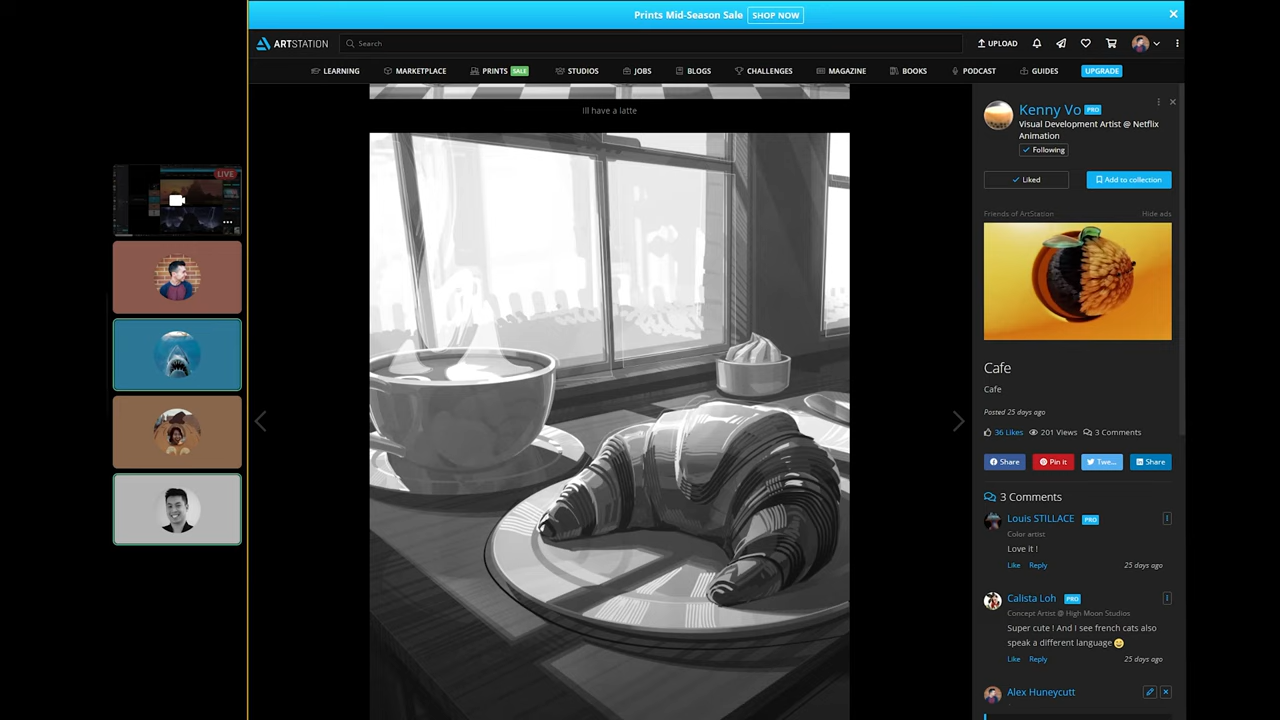 Prints Mid-Season Sale SHOP NOW
LIVE
ARTSTATION Search UPLOAD
LEARNING MARKETPLACE PRINTS SALE STUDIOS JOBS BLOGS CHALLENGES MAGAZINE BOOKS PODCAST GUIDES UPGRADE
Ill have a latte
Kenny Vo PRO
Visual Development Artist @ Netflix
Animation
Following
Liked Add to collection
Friends of ArtStation Hide ads
Cafe
Cafe
Posted 25 days ago
36 Likes 201 Views 3 Comments
Share Pin it Twe... Share
3 Comments
Louis STILLACE PRO
Color artist
Love it !
Like Reply 25 days ago
Calista Loh PRO
Concept Artist @ High Moon Studios
Super cute ! And I see french cats also
speak a different language
Like Reply 25 days ago
Alex Huneycutt